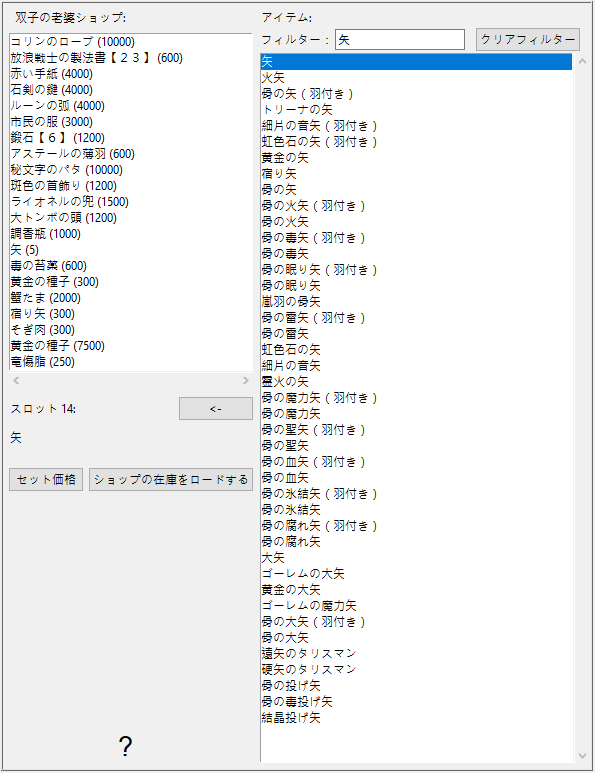 双子の老婆ショップ:
コリンのローブ (10000)
放浪戦士の製法書【２３】 (600)
赤い手紙 (4000)
石剣の鍵 (4000)
ルーンの弧 (4000)
市民の服 (3000)
鍛石【６】 (1200)
アステールの薄羽 (600)
秘文字のパタ (10000)
斑色の首飾り (1200)
ライオネルの兜 (1500)
大トンボの頭 (1200)
調香瓶 (1000)
矢 (5)
毒の苔薬 (600)
黄金の種子 (300)
蟹たま (2000)
宿り矢 (300)
そぎ肉 (300)
黄金の種子 (7500)
竜傷脂 (250)
スロット 14:
<-
矢
セット価格
ショップの在庫をロードする
?
アイテム:
フィルター： 矢
クリアフィルター
矢
火矢
骨の矢（羽付き）
トリーナの矢
細片の音矢（羽付き）
虹色石の矢（羽付き）
黄金の矢
宿り矢
骨の矢
骨の火矢（羽付き）
骨の火矢
骨の毒矢（羽付き）
骨の毒矢
骨の眠り矢（羽付き）
骨の眠り矢
嵐羽の骨矢
骨の雷矢（羽付き）
骨の雷矢
虹色石の矢
細片の音矢
霊火の矢
骨の魔力矢（羽付き）
骨の魔力矢
骨の聖矢（羽付き）
骨の聖矢
骨の血矢（羽付き）
骨の血矢
骨の氷結矢（羽付き）
骨の氷結矢
骨の腐れ矢（羽付き）
骨の腐れ矢
大矢
ゴーレムの大矢
黄金の大矢
ゴーレムの魔力矢
骨の大矢（羽付き）
骨の大矢
遠矢のタリスマン
硬矢のタリスマン
骨の投げ矢
骨の毒投げ矢
結晶投げ矢